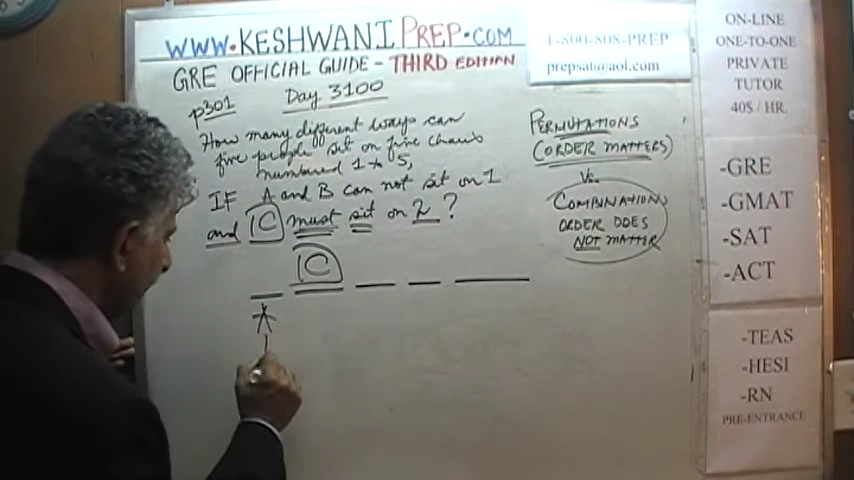 WWW.KESHWANIPREP.COM
GRE OFFICIAL GUIDE - THIRD EDITION
p301 Day 3100
How many different ways can
five people sit on five chairs
numbered 1 to 5,
IF A and B can not sit on 1
and C must sit on 2?
C
A
PERMUTATIONS
(ORDER MATTERS)
Vs.
COMBINATIONS
ORDER DOES
NOT MATTER
1-800-808-PREP
prepsat@aol.com
ON-LINE
ONE-TO-ONE
PRIVATE
TUTOR
40$ / HR.
-GRE
-GMAT
-SAT
-ACT
-TEAS
-HESI
-RN
PRE-ENTRANCE